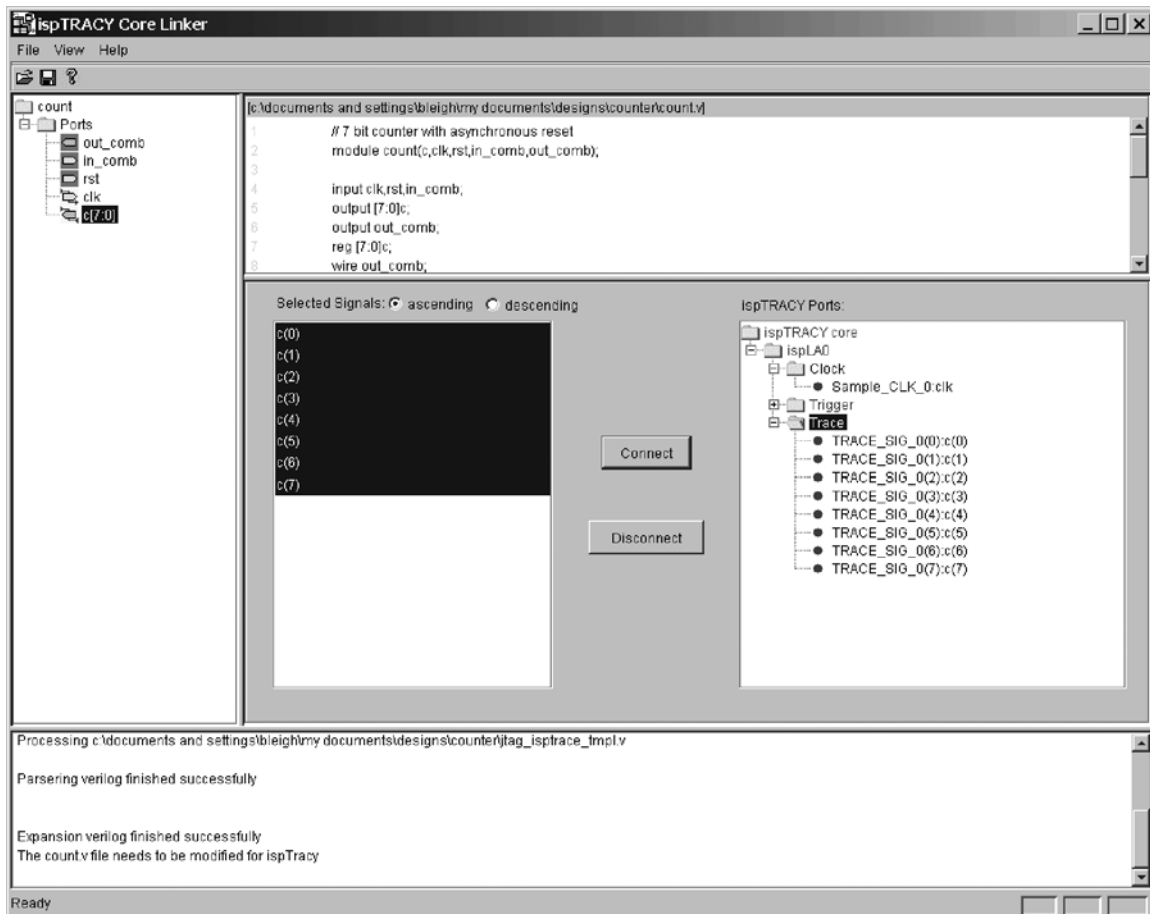 ispTRACY Core Linker
File View Help
count
Ports
out_comb
in_comb
rst
clk
c[7:0]
[c:\documents and settings\bleigh\my documents\designs\counter\count.v]
1 // 7 bit counter with asynchronous reset
2 module count(c,clk,rst,in_comb,out_comb);
3
4 input clk,rst,in_comb;
5 output [7:0]c;
6 output out_comb;
7 reg [7:0]c;
8 wire out_comb;
Selected Signals: ascending descending
c(0)
c(1)
c(2)
c(3)
c(4)
c(5)
c(6)
c(7)
Connect
Disconnect
ispTRACY Ports:
ispTRACY core
ispLA0
Clock
Sample_CLK_0:clk
Trigger
Trace
TRACE_SIG_0(0):c(0)
TRACE_SIG_0(1):c(1)
TRACE_SIG_0(2):c(2)
TRACE_SIG_0(3):c(3)
TRACE_SIG_0(4):c(4)
TRACE_SIG_0(5):c(5)
TRACE_SIG_0(6):c(6)
TRACE_SIG_0(7):c(7)
Processing c:\documents and settings\bleigh\my documents\designs\counter\jtag_isptrace_tmpl.v
Parsering verilog finished successfully
Expansion verilog finished successfully
The count.v file needs to be modified for ispTracy
Ready